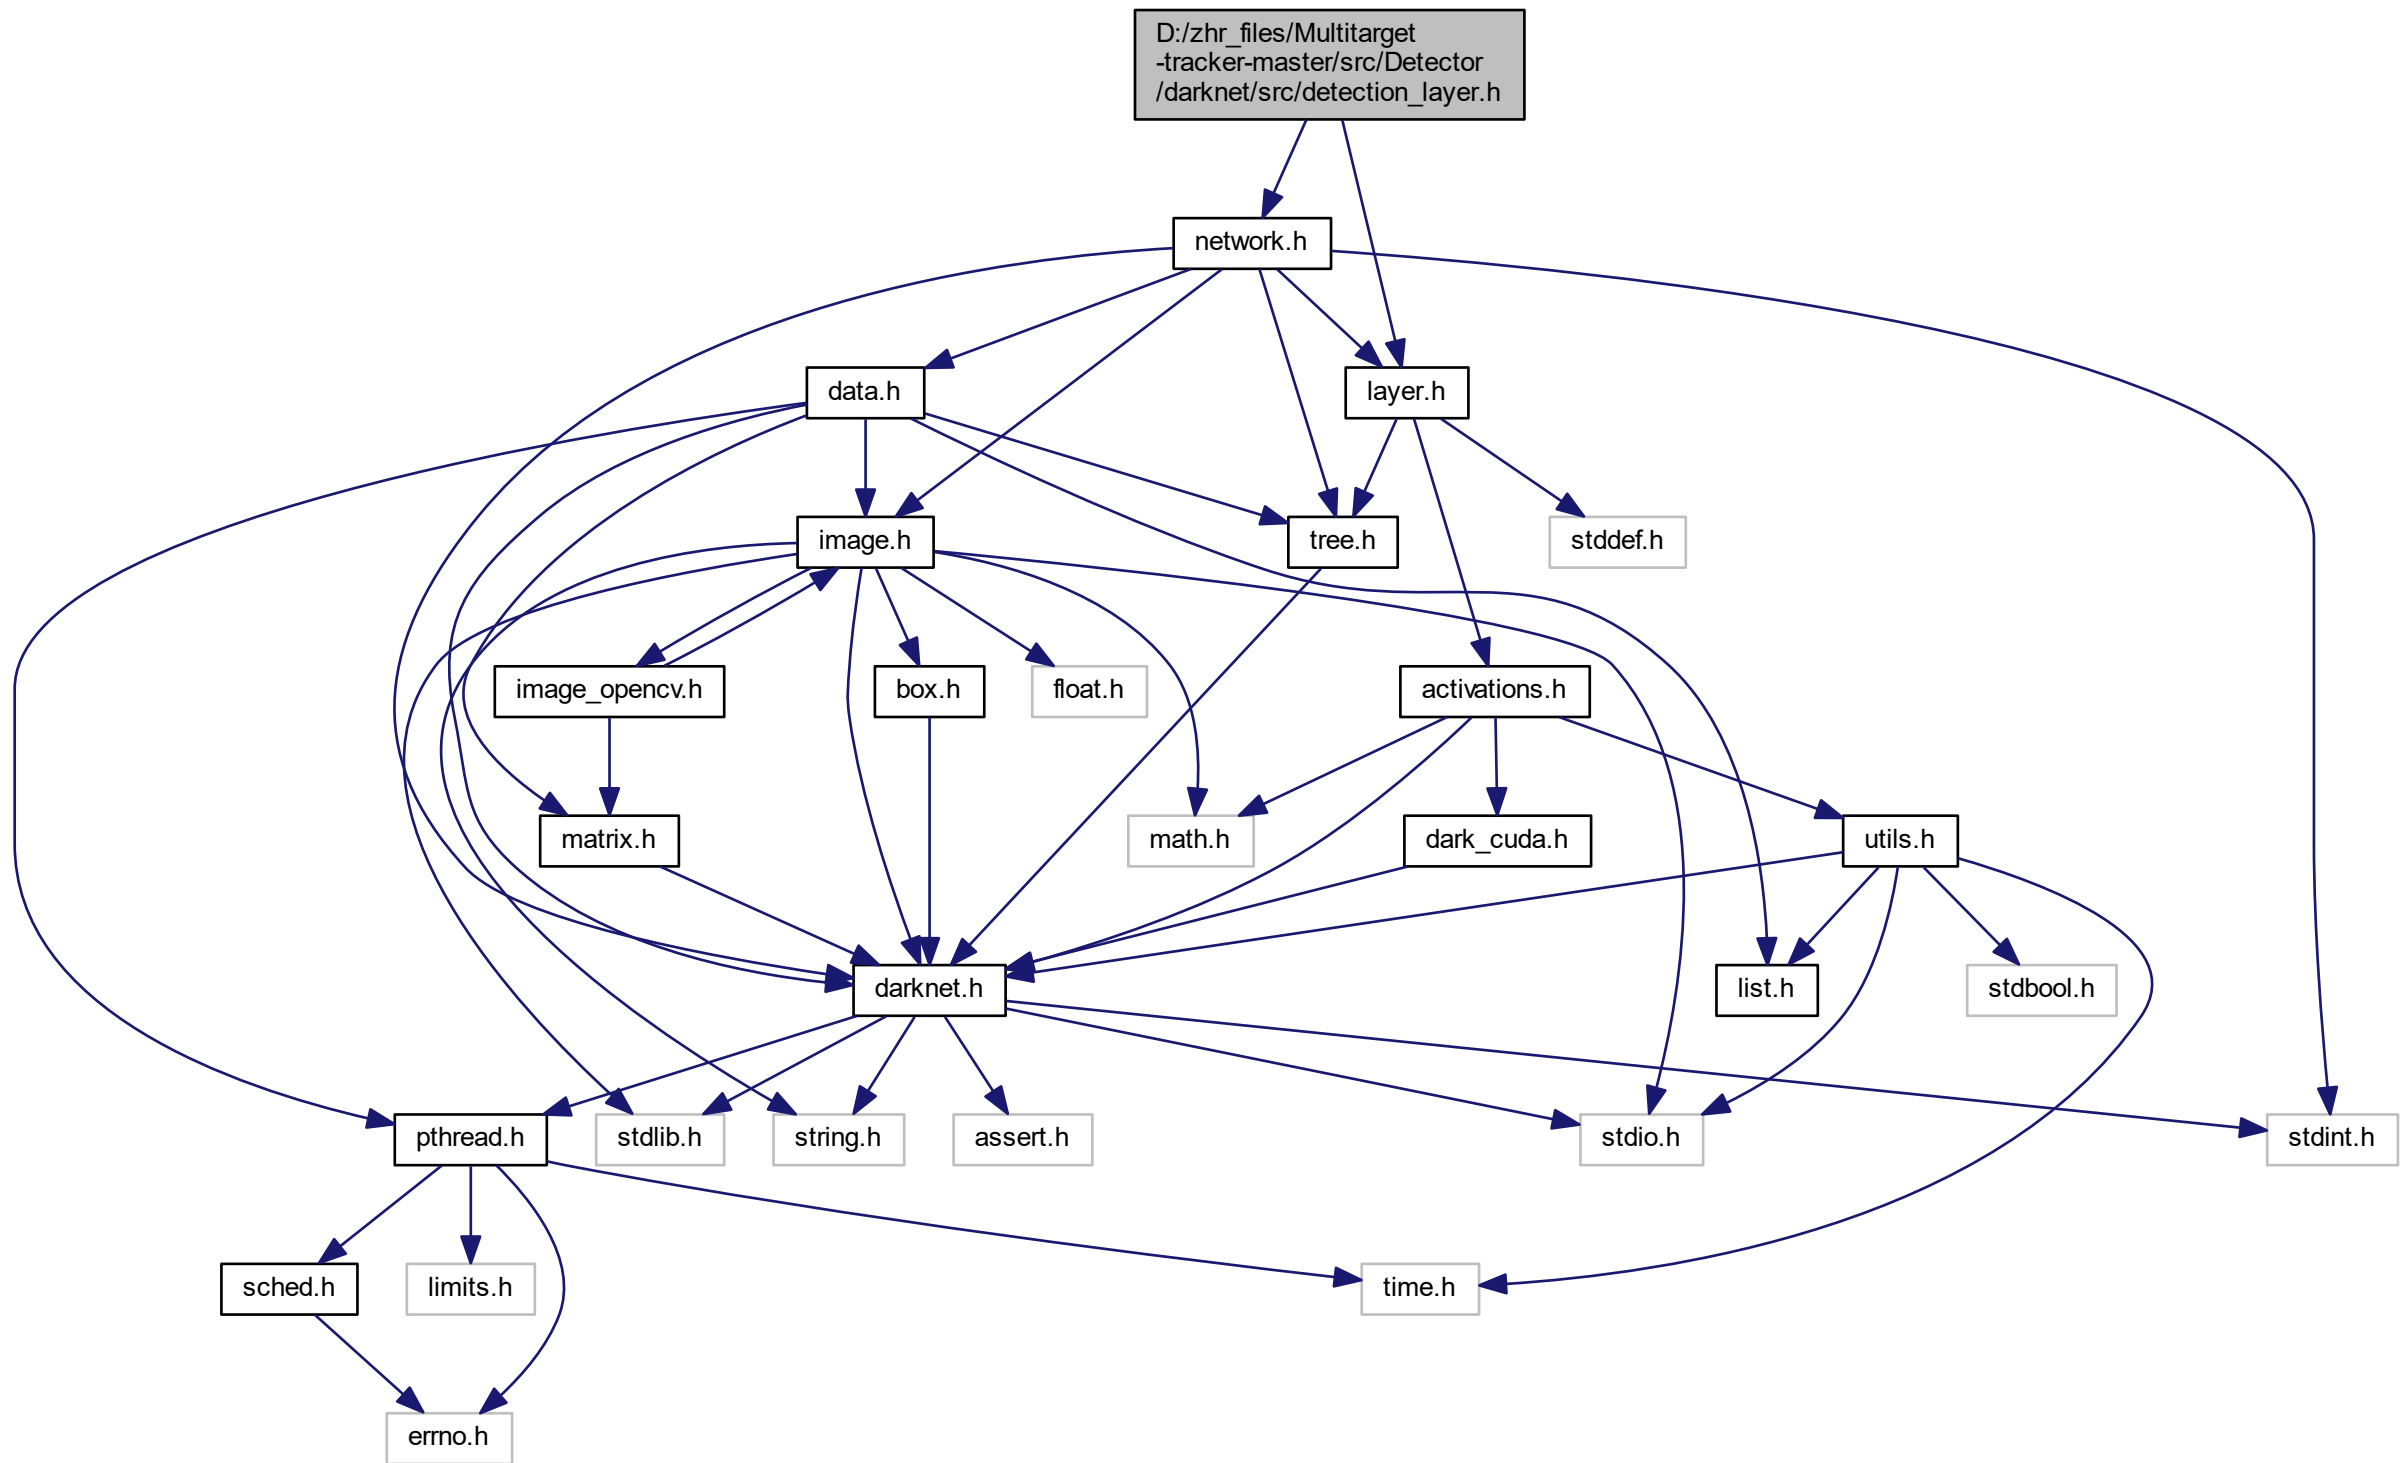 D:/zhr_files/Multitarget
-tracker-master/src/Detector
/darknet/src/detection_layer.h
network.h
data.h
layer.h
image.h
tree.h
stddef.h
image_opencv.h
box.h
float.h
activations.h
matrix.h
math.h
dark_cuda.h
utils.h
darknet.h
list.h
stdbool.h
pthread.h
stdlib.h
string.h
assert.h
stdio.h
stdint.h
sched.h
limits.h
time.h
errno.h